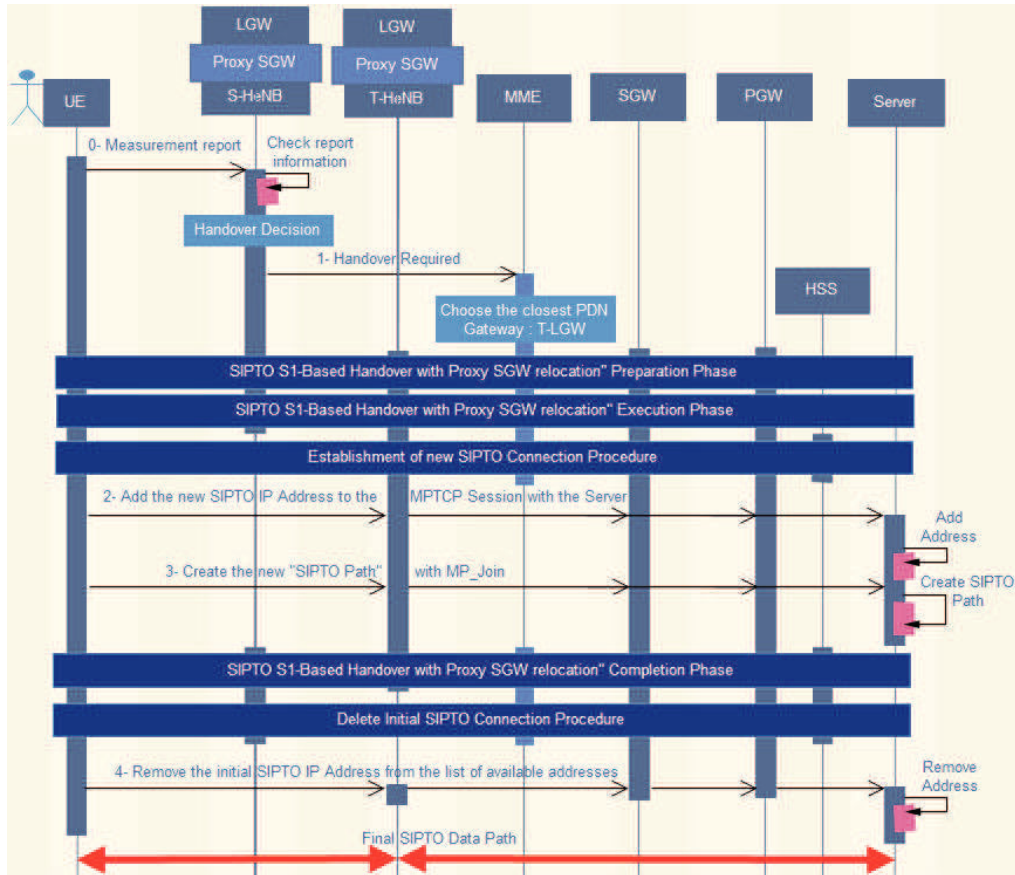 LGW
LGW
Proxy SGW
Proxy SGW
UE
S-HeNB
T-HeNB
MME
SGW
PGW
Server
0- Measurement report
Check report
information
Handover Decision
1- Handover Required
HSS
Choose the closest PDN
Gateway : T-LGW
SIPTO S1-Based Handover with Proxy SGW relocation" Preparation Phase
SIPTO S1-Based Handover with Proxy SGW relocation" Execution Phase
Establishment of new SIPTO Connection Procedure
2- Add the new SIPTO IP Address to the MPTCP Session with the Server
Add
Address
3- Create the new "SIPTO Path" with MP_Join
Create SIPTO
Path
SIPTO S1-Based Handover with Proxy SGW relocation" Completion Phase
Delete Initial SIPTO Connection Procedure
4- Remove the initial SIPTO IP Address from the list of available addresses
Remove
Address
Final SIPTO Data Path